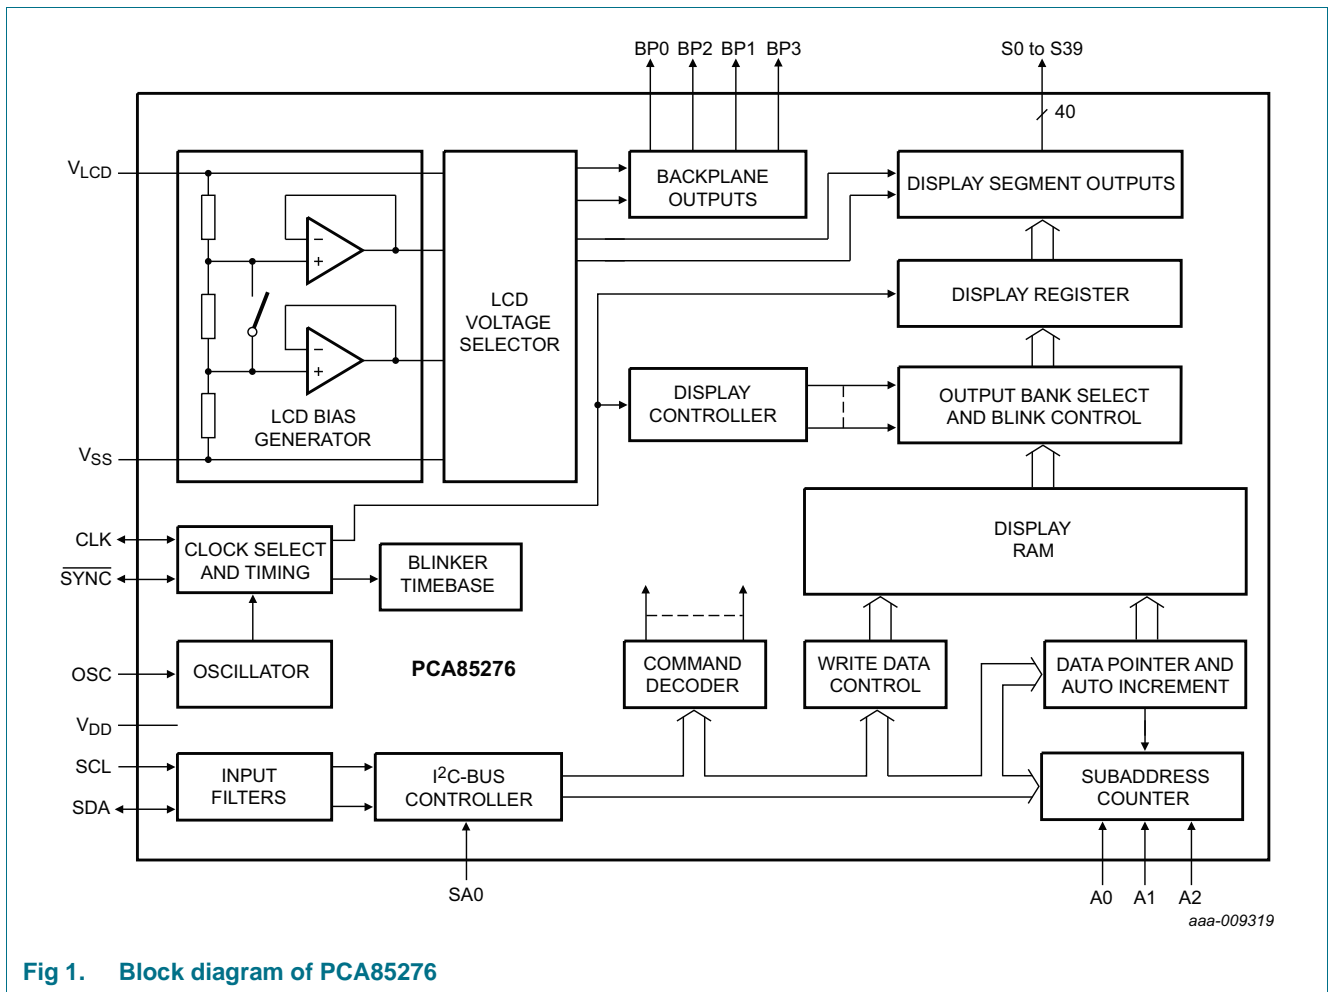 BP0 BP2 BP1 BP3
S0 to S39
40
VLCD
BACKPLANE
OUTPUTS
DISPLAY SEGMENT OUTPUTS
−
+
LCD
VOLTAGE
SELECTOR
DISPLAY REGISTER
−
+
LCD BIAS
GENERATOR
DISPLAY
CONTROLLER
OUTPUT BANK SELECT
AND BLINK CONTROL
VSS
DISPLAY
RAM
CLK
SYNC
CLOCK SELECT
AND TIMING
BLINKER
TIMEBASE
OSC
OSCILLATOR
PCA85276
COMMAND
DECODER
WRITE DATA
CONTROL
DATA POINTER AND
AUTO INCREMENT
VDD
SCL
SDA
INPUT
FILTERS
I2C-BUS
CONTROLLER
SUBADDRESS
COUNTER
SA0
A0 A1 A2
aaa-009319
Fig 1. Block diagram of PCA85276